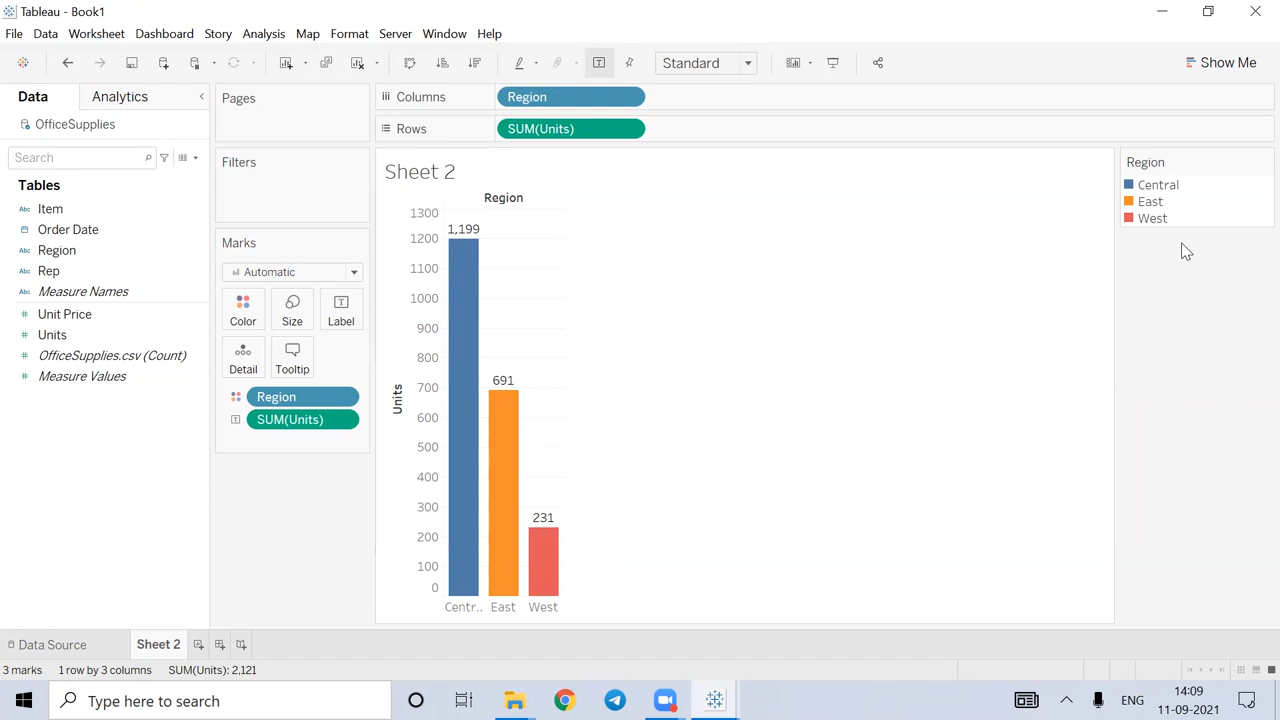 Tableau - Book1
File Data Worksheet Dashboard Story Analysis Map Format Server Window Help
Standard
Show Me
Data Analytics
OfficeSupplies
Search
Tables
Abc Item
Order Date
Abc Region
Abc Rep
Abc Measure Names
# Unit Price
# Units
# OfficeSupplies.csv (Count)
# Measure Values
Pages
Filters
Marks
Automatic
Color Size Label
Detail Tooltip
Region
SUM(Units)
Columns Region
Rows SUM(Units)
Sheet 2
Region
1300
1200
1100
1000
900
800
700
600
500
400
300
200
100
0
Units
1,199
691
231
Centr.. East West
Region
Central
East
West
Data Source Sheet 2
3 marks 1 row by 3 columns SUM(Units): 2,121
Type here to search
ENG
14:09
11-09-2021